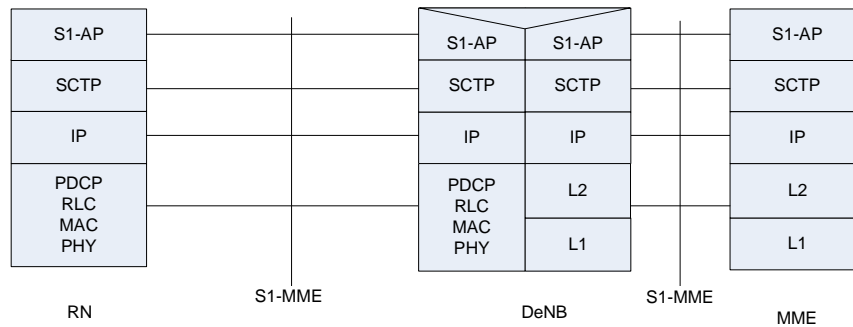 S1-AP
SCTP
IP
PDCP
RLC
MAC
PHY
RN
S1-MME
S1-AP
S1-AP
SCTP
SCTP
IP
IP
PDCP
RLC
MAC
PHY
L2
L1
DeNB
S1-MME
S1-AP
SCTP
IP
L2
L1
MME